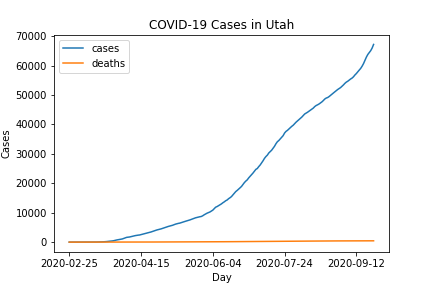 COVID-19 Cases in Utah
cases
deaths
70000
60000
50000
40000
30000
20000
10000
0
Cases
2020-02-25 2020-04-15 2020-06-04 2020-07-24 2020-09-12
Day